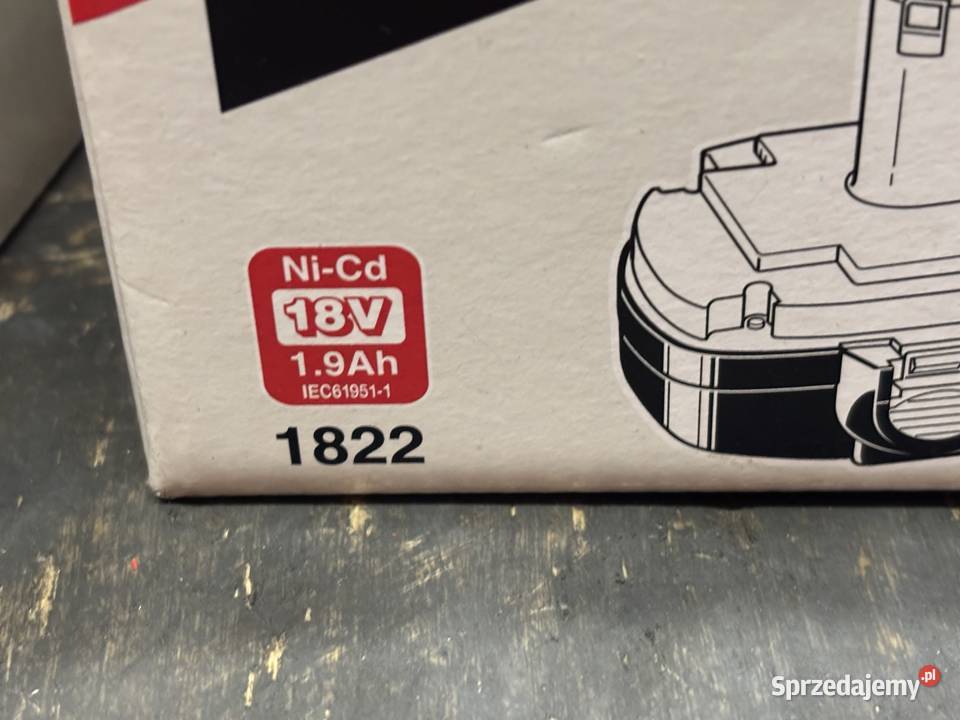 Ni-Cd
18V
1.9Ah
IEC61951-1
1822
Sprzedajemy.pl